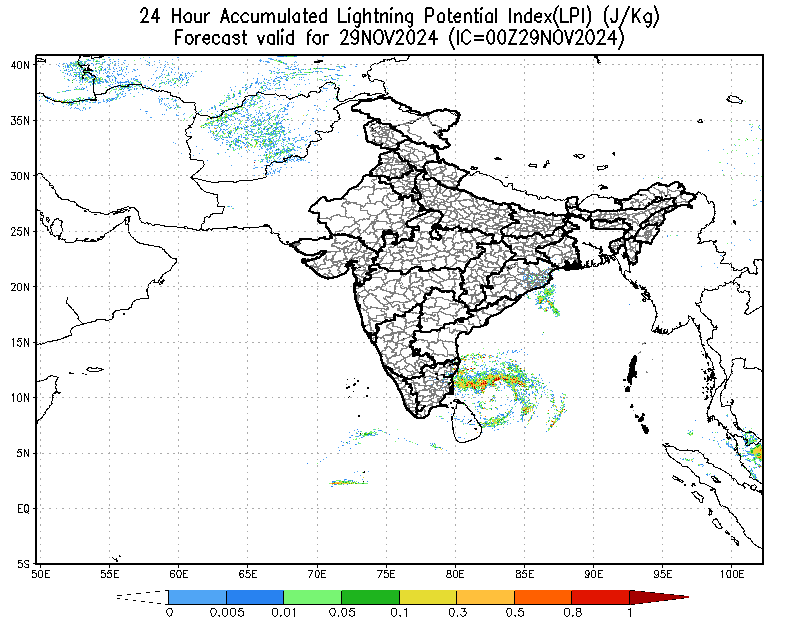 24 Hour Accumulated Lightning Potential Index(LPI) (J/Kg)
Forecast valid for 29NOV2024 (IC=00Z29NOV2024)
40N
35N
30N
25N
20N
15N
10N
5N
EQ
5S
50E 55E 60E 65E 70E 75E 80E 85E 90E 95E 100E
0 0.005 0.01 0.05 0.1 0.3 0.5 0.8 1